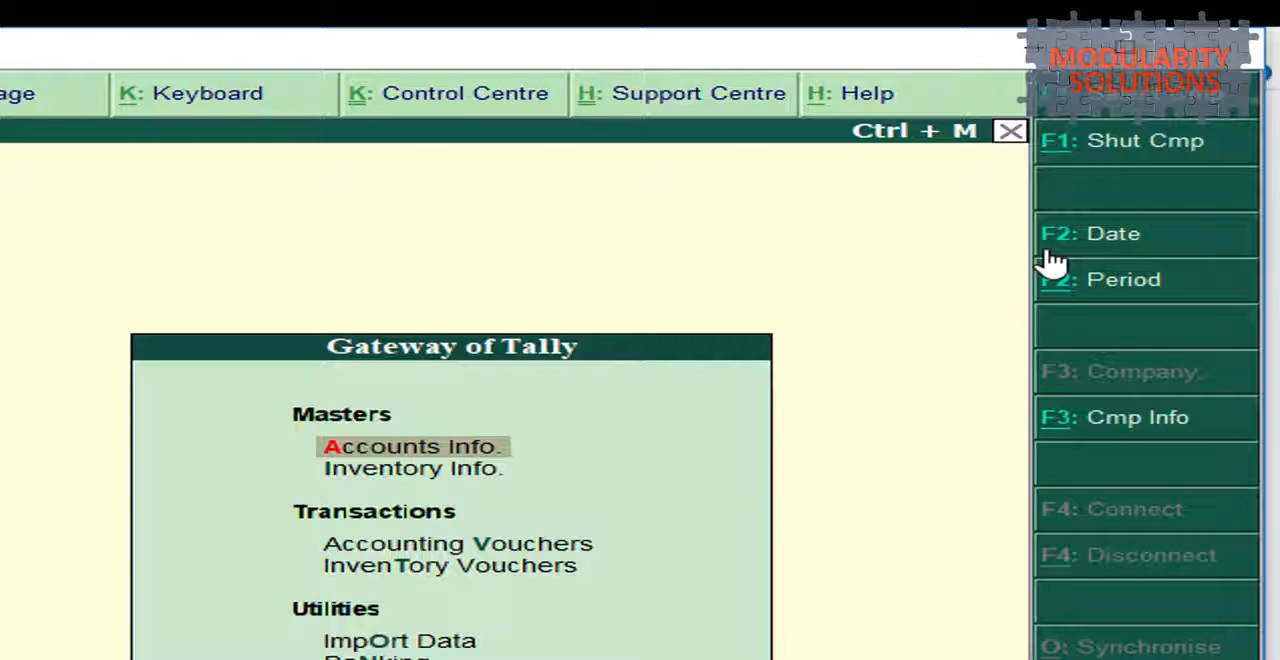 age
K: Keyboard
K: Control Centre
H: Support Centre
H: Help
MODULARITY
SOLUTIONS
Ctrl + M
F1: Shut Cmp
F2: Date
F2: Period
F3: Company.
F3: Cmp Info
F4: Connect
F4: Disconnect
O: Synchronise
Gateway of Tally
Masters
Accounts Info.
Inventory Info.
Transactions
Accounting Vouchers
InvenTory Vouchers
Utilities
ImpOrt Data